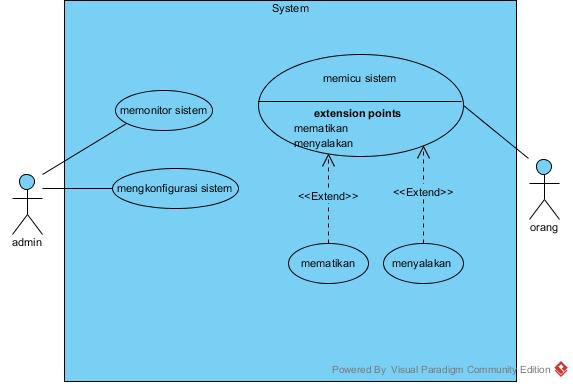 System
memicu sistem
extension points
mematikan
menyalakan
memonitor sistem
mengkonfigurasi sistem
admin
orang
<<Extend>>
<<Extend>>
mematikan
menyalakan
Powered By Visual Paradigm Community Edition